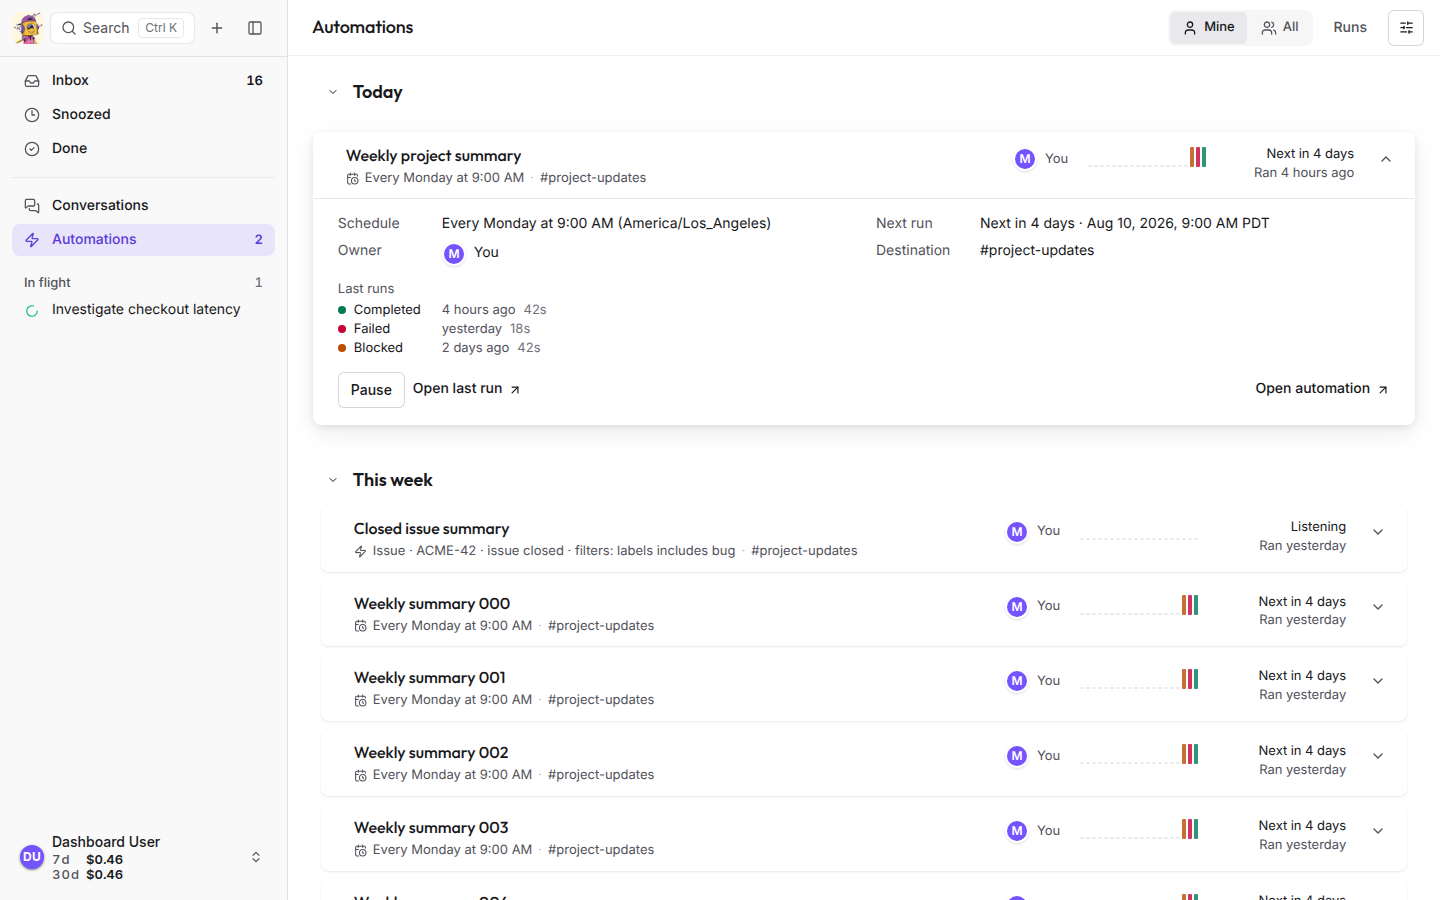 Search Ctrl K
Inbox 16
Snoozed
Done
Conversations
Automations 2
In flight 1
Investigate checkout latency
DU Dashboard User
7d $0.46
30d $0.46
Automations
Mine All Runs
Today
Weekly project summary
Every Monday at 9:00 AM · #project-updates
M You
Next in 4 days
Ran 4 hours ago
Schedule Every Monday at 9:00 AM (America/Los_Angeles)
Next run Next in 4 days · Aug 10, 2026, 9:00 AM PDT
Owner M You
Destination #project-updates
Last runs
Completed 4 hours ago 42s
Failed yesterday 18s
Blocked 2 days ago 42s
Pause Open last run
Open automation
This week
Closed issue summary
Issue · ACME-42 · issue closed · filters: labels includes bug · #project-updates
M You
Listening
Ran yesterday
Weekly summary 000
Every Monday at 9:00 AM · #project-updates
M You
Next in 4 days
Ran yesterday
Weekly summary 001
Every Monday at 9:00 AM · #project-updates
M You
Next in 4 days
Ran yesterday
Weekly summary 002
Every Monday at 9:00 AM · #project-updates
M You
Next in 4 days
Ran yesterday
Weekly summary 003
Every Monday at 9:00 AM · #project-updates
M You
Next in 4 days
Ran yesterday